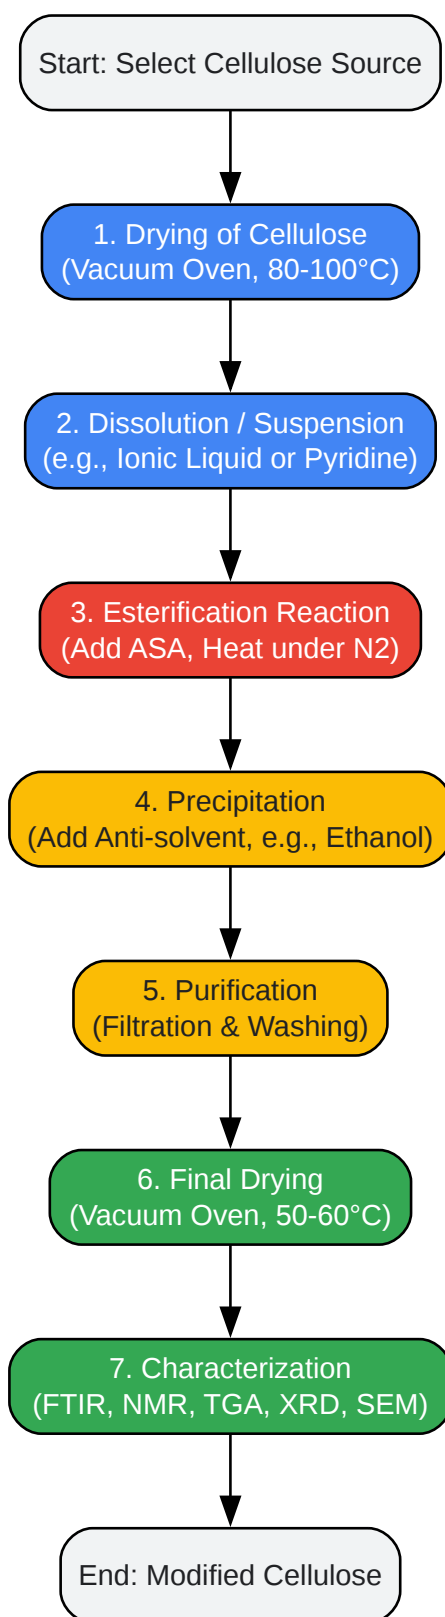 Start: Select Cellulose Source
1. Drying of Cellulose
(Vacuum Oven, 80-100°C)
2. Dissolution / Suspension
(e.g., Ionic Liquid or Pyridine)
3. Esterification Reaction
(Add ASA, Heat under N2)
4. Precipitation
(Add Anti-solvent, e.g., Ethanol)
5. Purification
(Filtration & Washing)
6. Final Drying
(Vacuum Oven, 50-60°C)
7. Characterization
(FTIR, NMR, TGA, XRD, SEM)
End: Modified Cellulose